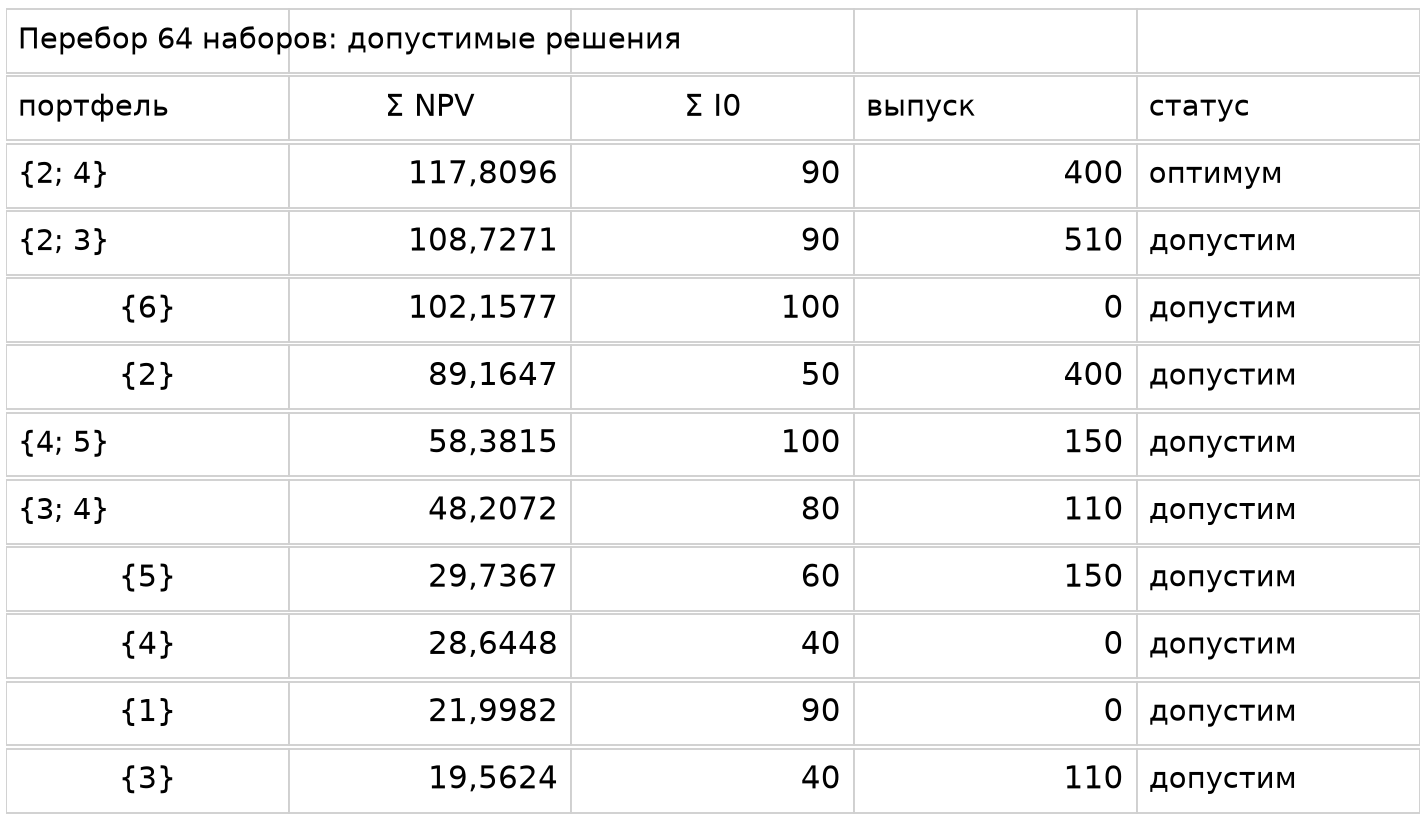 Перебор 64 наборов: допустимые решения
портфель Σ NPV Σ I0 выпуск статус
{2; 4} 117,8096 90 400 оптимум
{2; 3} 108,7271 90 510 допустим
{6} 102,1577 100 0 допустим
{2} 89,1647 50 400 допустим
{4; 5} 58,3815 100 150 допустим
{3; 4} 48,2072 80 110 допустим
{5} 29,7367 60 150 допустим
{4} 28,6448 40 0 допустим
{1} 21,9982 90 0 допустим
{3} 19,5624 40 110 допустим